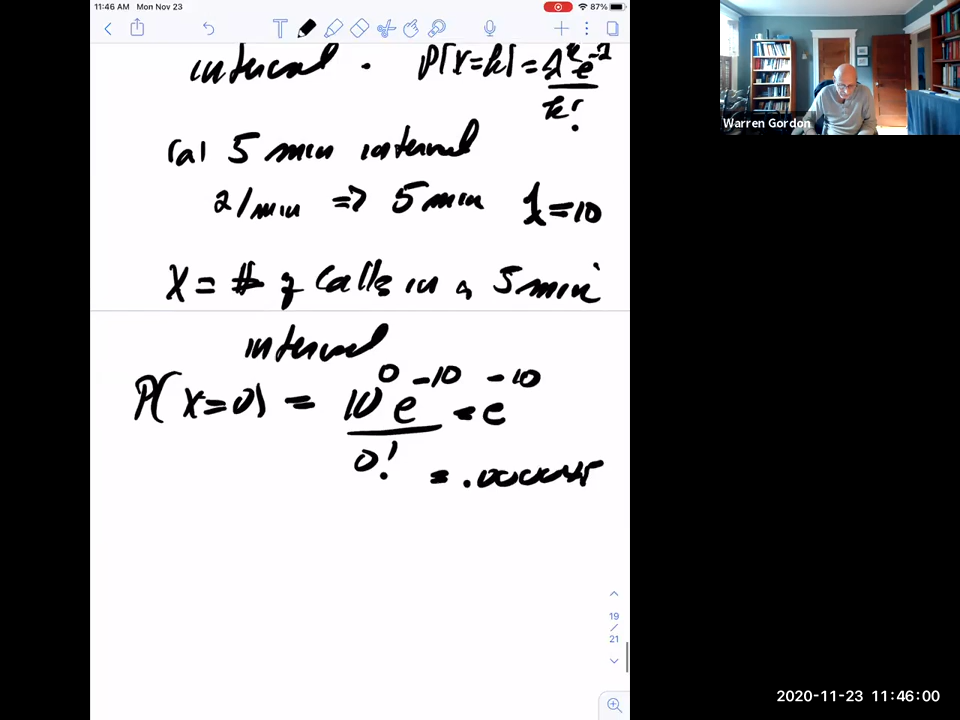 11:46 AM Mon Nov 23
87%
interval . P(X=k) = λ^k e^-λ / k!
(a) 5 min interval
2/min => 5 min λ=10
X = # of calls in a 5 min
interval
P(X=0) = 10^0 e^-10 / 0! = e^-10
= .000045
19
/
21
Warren Gordon
2020-11-23 11:46:00